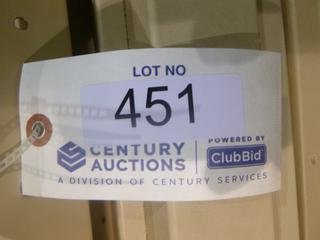 LOT NO
451
CENTURY AUCTIONS
POWERED BY
ClubBid
A DIVISION OF CENTURY SERVICES